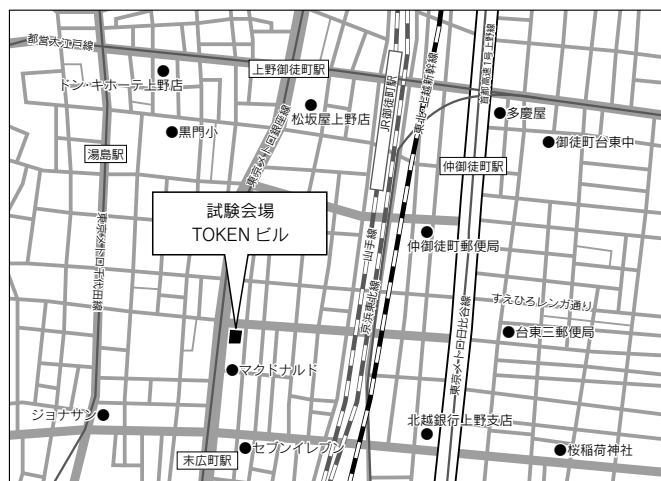 都営大江戸線
ドン・キホーテ上野店
上野御徒町駅
松坂屋上野店
JR御徒町駅
東北・上越新幹線
首都高速1号上野線
多慶屋
御徒町台東中
黒門小
湯島駅
東京メトロ銀座線
仲御徒町駅
試験会場
TOKENビル
東京メトロ千代田線
山手線
京浜東北線
仲御徒町郵便局
すえひろレンガ通り
台東三郵便局
東京メトロ日比谷線
マクドナルド
ジョナサン
北越銀行上野支店
セブンイレブン
末広町駅
桜稲荷神社